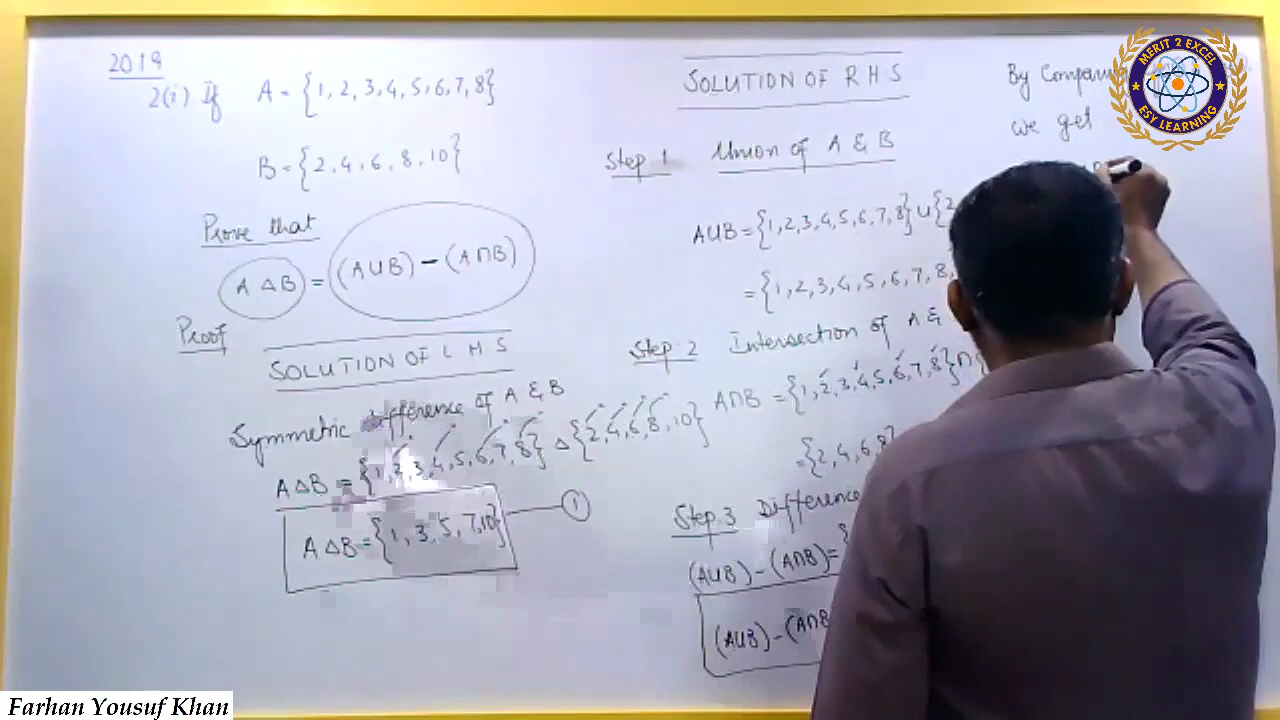 2019
2(i) If A = {1, 2, 3, 4, 5, 6, 7, 8}
B = {2, 4, 6, 8, 10}
Prove that
A Δ B = (A ∪ B) - (A ∩ B)
Proof
SOLUTION OF L H S
Symmetric difference of A & B
A Δ B = {1, 2, 3, 4, 5, 6, 7, 8} Δ {2, 4, 6, 8, 10}
A Δ B = {1, 3, 5, 7, 10} 1
SOLUTION OF R H S
Step 1 Union of A & B
A ∪ B = {1, 2, 3, 4, 5, 6, 7, 8} ∪ {2
= {1, 2, 3, 4, 5, 6, 7, 8,
Step 2 Intersection of A &
A ∩ B = {1, 2, 3, 4, 5, 6, 7, 8} ∩
= {2, 4, 6, 8}
Step 3 Difference
(A ∪ B) - (A ∩ B) = {
(A ∪ B) - (A ∩ B
By
we get
MERIT 2 EXCEL
ESY LEARNING
Farhan Yousuf Khan